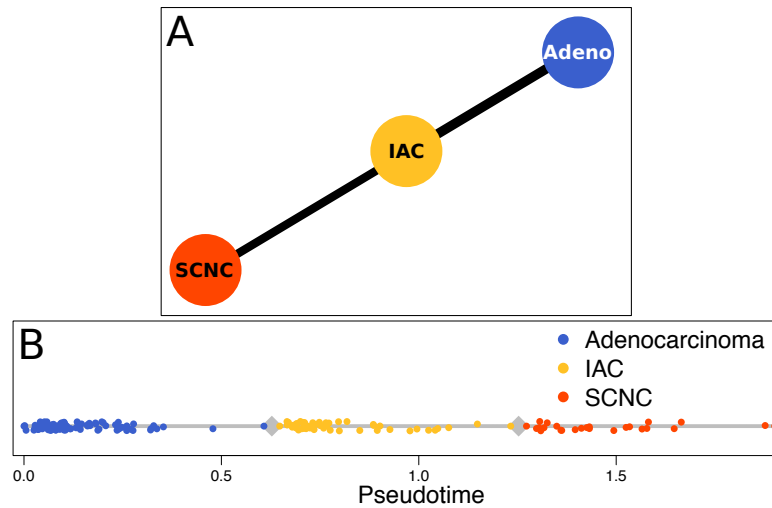 A
Adeno
IAC
SCNC
B
Adenocarcinoma
IAC
SCNC
0.0 0.5 1.0 1.5
Pseudotime